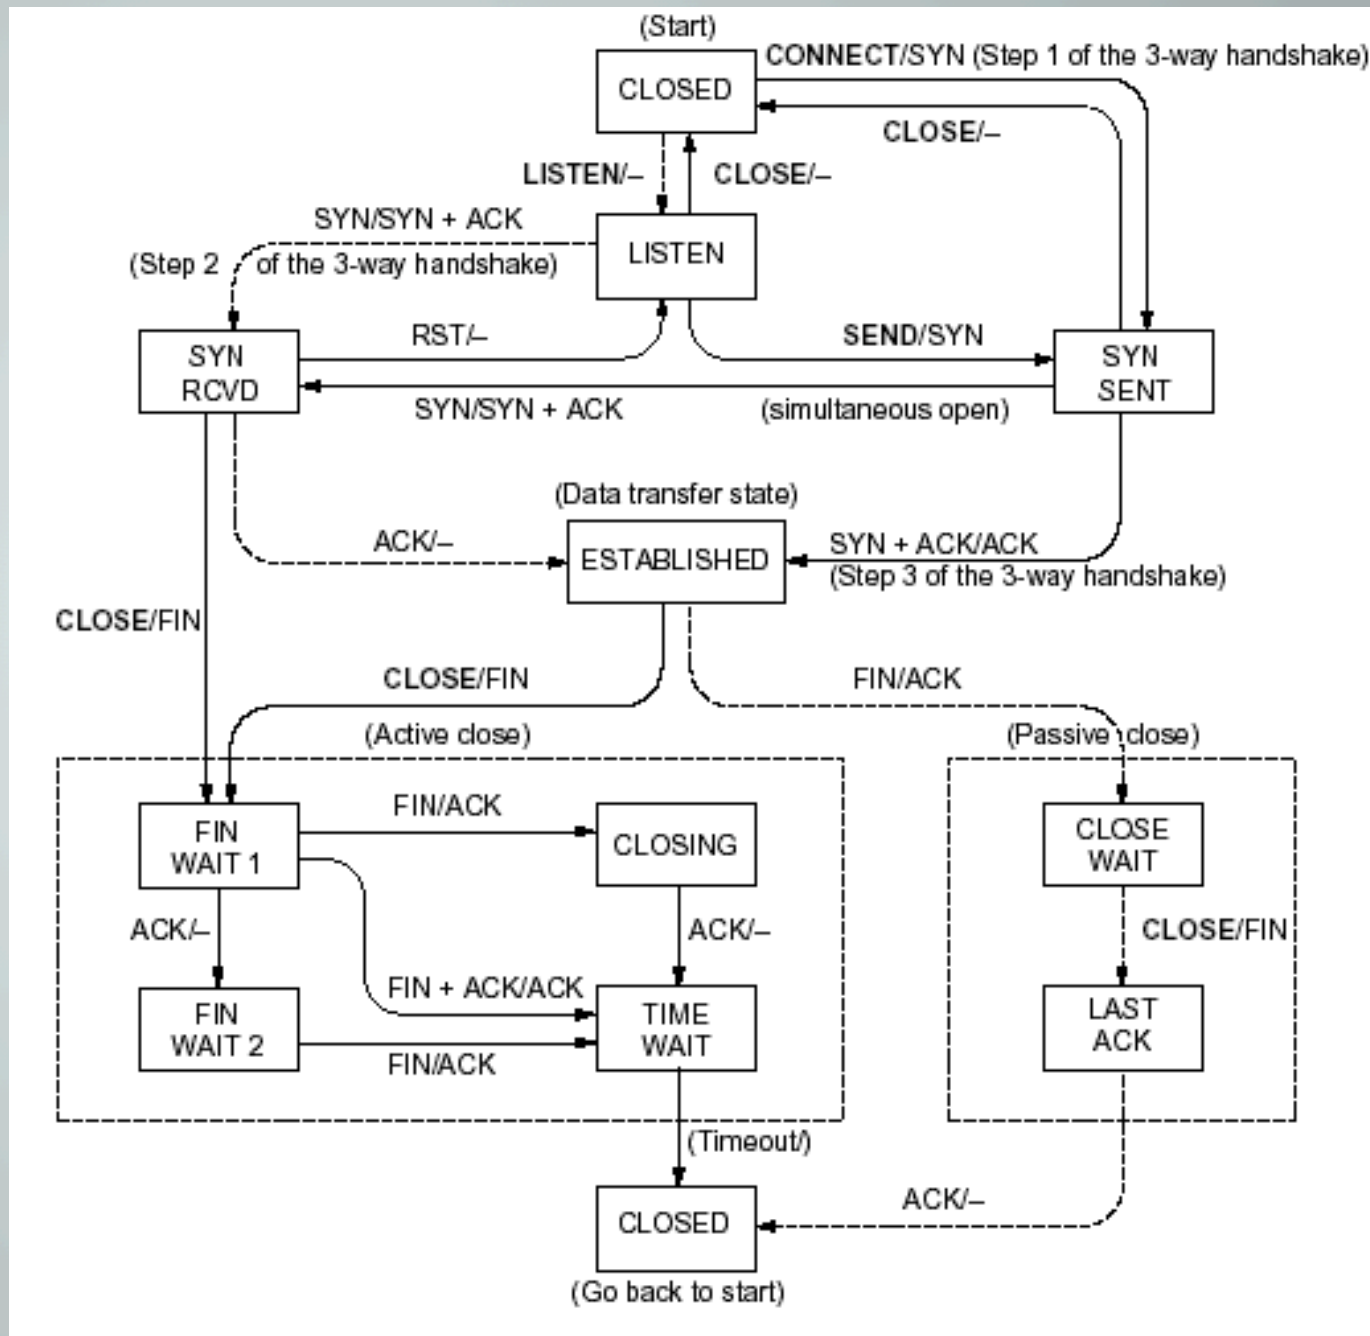 (Start)
CLOSED
CONNECT/SYN (Step 1 of the 3-way handshake)
CLOSE/–
LISTEN/–
CLOSE/–
SYN/SYN + ACK
(Step 2 of the 3-way handshake)
LISTEN
RST/–
SEND/SYN
SYN
RCVD
SYN
SENT
SYN/SYN + ACK
(simultaneous open)
(Data transfer state)
ACK/–
ESTABLISHED
SYN + ACK/ACK
(Step 3 of the 3-way handshake)
CLOSE/FIN
CLOSE/FIN
FIN/ACK
(Active close)
(Passive close)
FIN
WAIT 1
FIN/ACK
CLOSING
CLOSE
WAIT
ACK/–
ACK/–
CLOSE/FIN
FIN + ACK/ACK
FIN
WAIT 2
FIN/ACK
TIME
WAIT
LAST
ACK
(Timeout/)
ACK/–
CLOSED
(Go back to start)